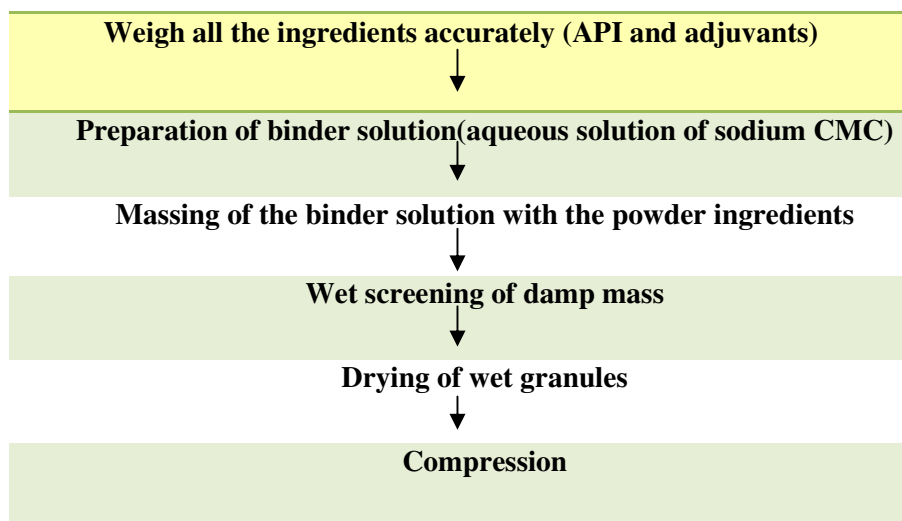 Weigh all the ingredients accurately (API and adjuvants)
Preparation of binder solution(aqueous solution of sodium CMC)
Massing of the binder solution with the powder ingredients
Wet screening of damp mass
Drying of wet granules
Compression